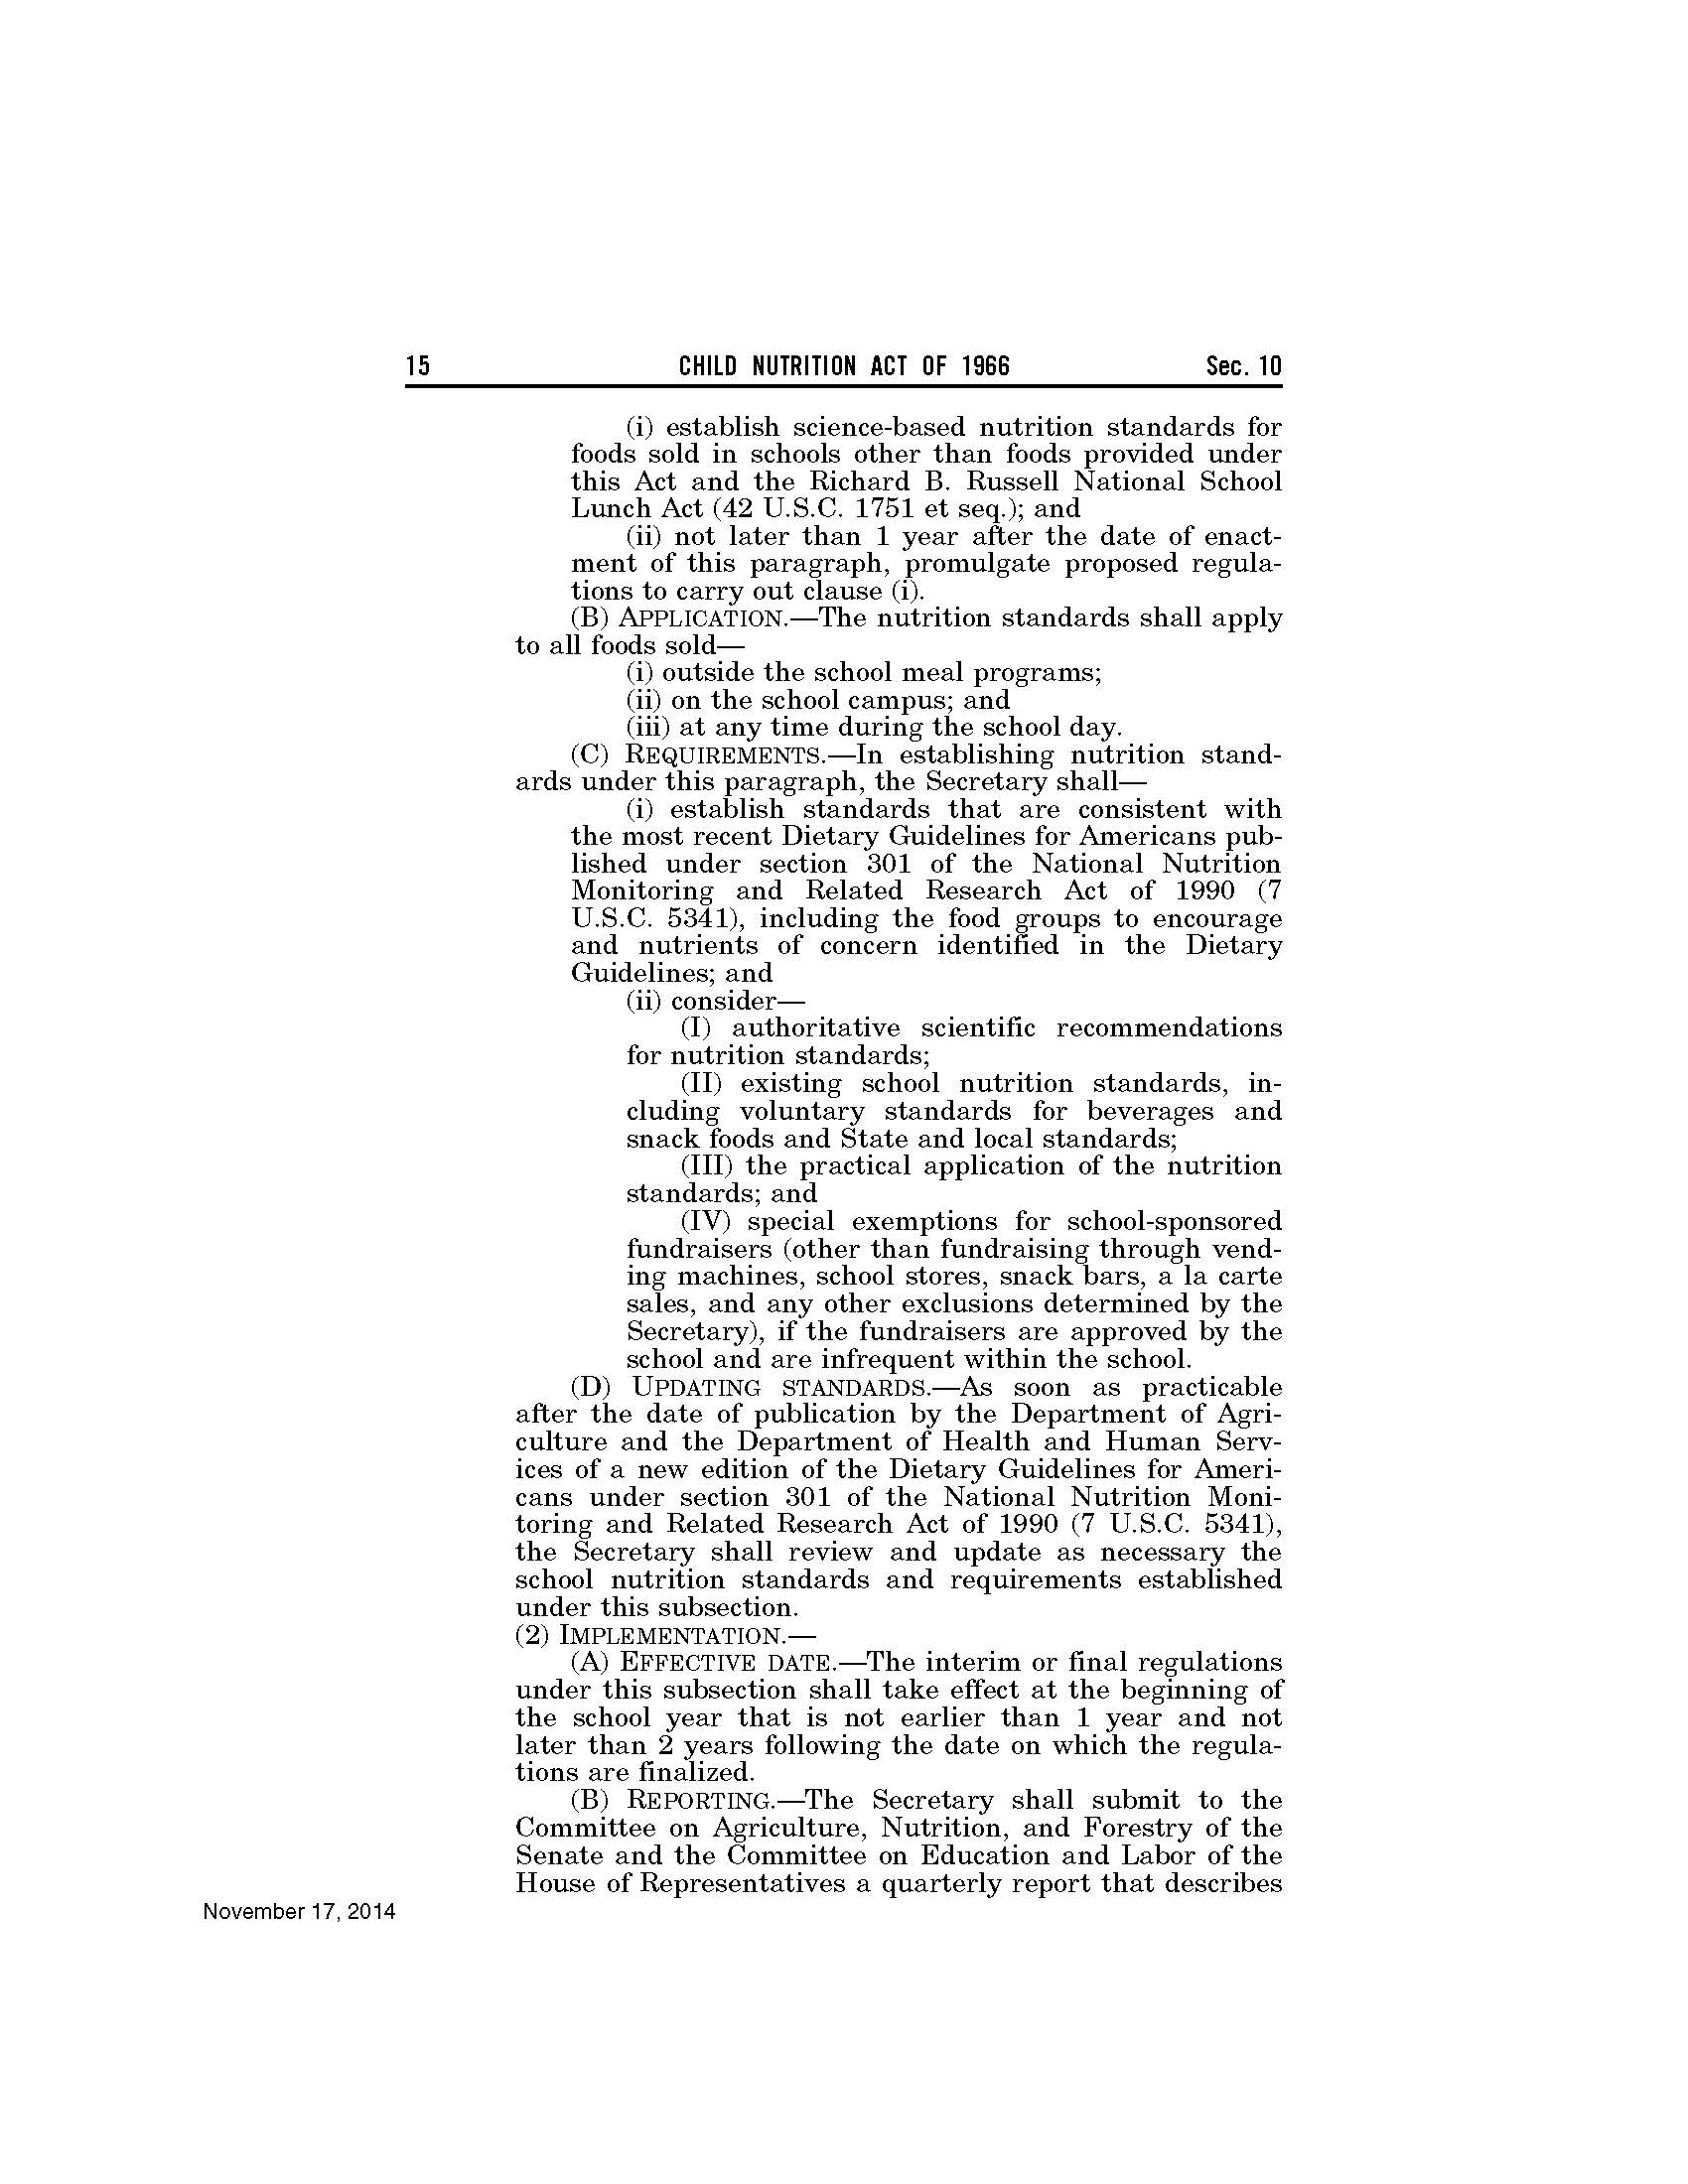 15 CHILD NUTRITION ACT OF 1966 Sec. 10
(i) establish science-based nutrition standards for
foods sold in schools other than foods provided under
this Act and the Richard B. Russell National School
Lunch Act (42 U.S.C. 1751 et seq.); and
(ii) not later than 1 year after the date of enact-
ment of this paragraph, promulgate proposed regula-
tions to carry out clause (i).
(B) APPLICATION.—The nutrition standards shall apply
to all foods sold—
(i) outside the school meal programs;
(ii) on the school campus; and
(iii) at any time during the school day.
(C) REQUIREMENTS.—In establishing nutrition stand-
ards under this paragraph, the Secretary shall—
(i) establish standards that are consistent with
the most recent Dietary Guidelines for Americans pub-
lished under section 301 of the National Nutrition
Monitoring and Related Research Act of 1990 (7
U.S.C. 5341), including the food groups to encourage
and nutrients of concern identified in the Dietary
Guidelines; and
(ii) consider—
(I) authoritative scientific recommendations
for nutrition standards;
(II) existing school nutrition standards, in-
cluding voluntary standards for beverages and
snack foods and State and local standards;
(III) the practical application of the nutrition
standards; and
(IV) special exemptions for school-sponsored
fundraisers (other than fundraising through vend-
ing machines, school stores, snack bars, a la carte
sales, and any other exclusions determined by the
Secretary), if the fundraisers are approved by the
school and are infrequent within the school.
(D) UPDATING STANDARDS.—As soon as practicable
after the date of publication by the Department of Agri-
culture and the Department of Health and Human Serv-
ices of a new edition of the Dietary Guidelines for Ameri-
cans under section 301 of the National Nutrition Moni-
toring and Related Research Act of 1990 (7 U.S.C. 5341),
the Secretary shall review and update as necessary the
school nutrition standards and requirements established
under this subsection.
(2) IMPLEMENTATION.—
(A) EFFECTIVE DATE.—The interim or final regulations
under this subsection shall take effect at the beginning of
the school year that is not earlier than 1 year and not
later than 2 years following the date on which the regula-
tions are finalized.
(B) REPORTING.—The Secretary shall submit to the
Committee on Agriculture, Nutrition, and Forestry of the
Senate and the Committee on Education and Labor of the
House of Representatives a quarterly report that describes
November 17, 2014